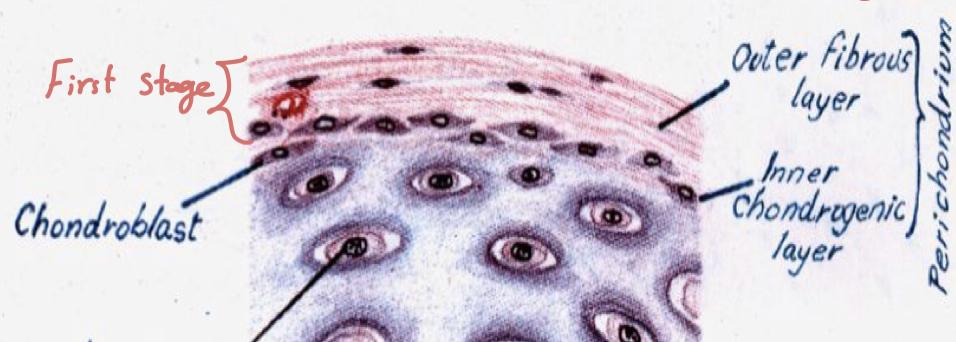 First stage
Chondroblast
Outer fibrous
layer
Inner
Chondrogenic
layer
Perichondrium